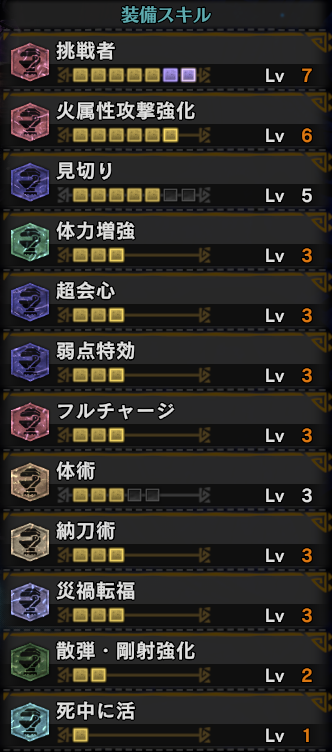 装備スキル
挑戦者
Lv 7
火属性攻撃強化
Lv 6
見切り
Lv 5
体力増強
Lv 3
超会心
Lv 3
弱点特効
Lv 3
フルチャージ
Lv 3
体術
Lv 3
納刀術
Lv 3
災禍転福
Lv 3
散弾・剛射強化
Lv 2
死中に活
Lv 1